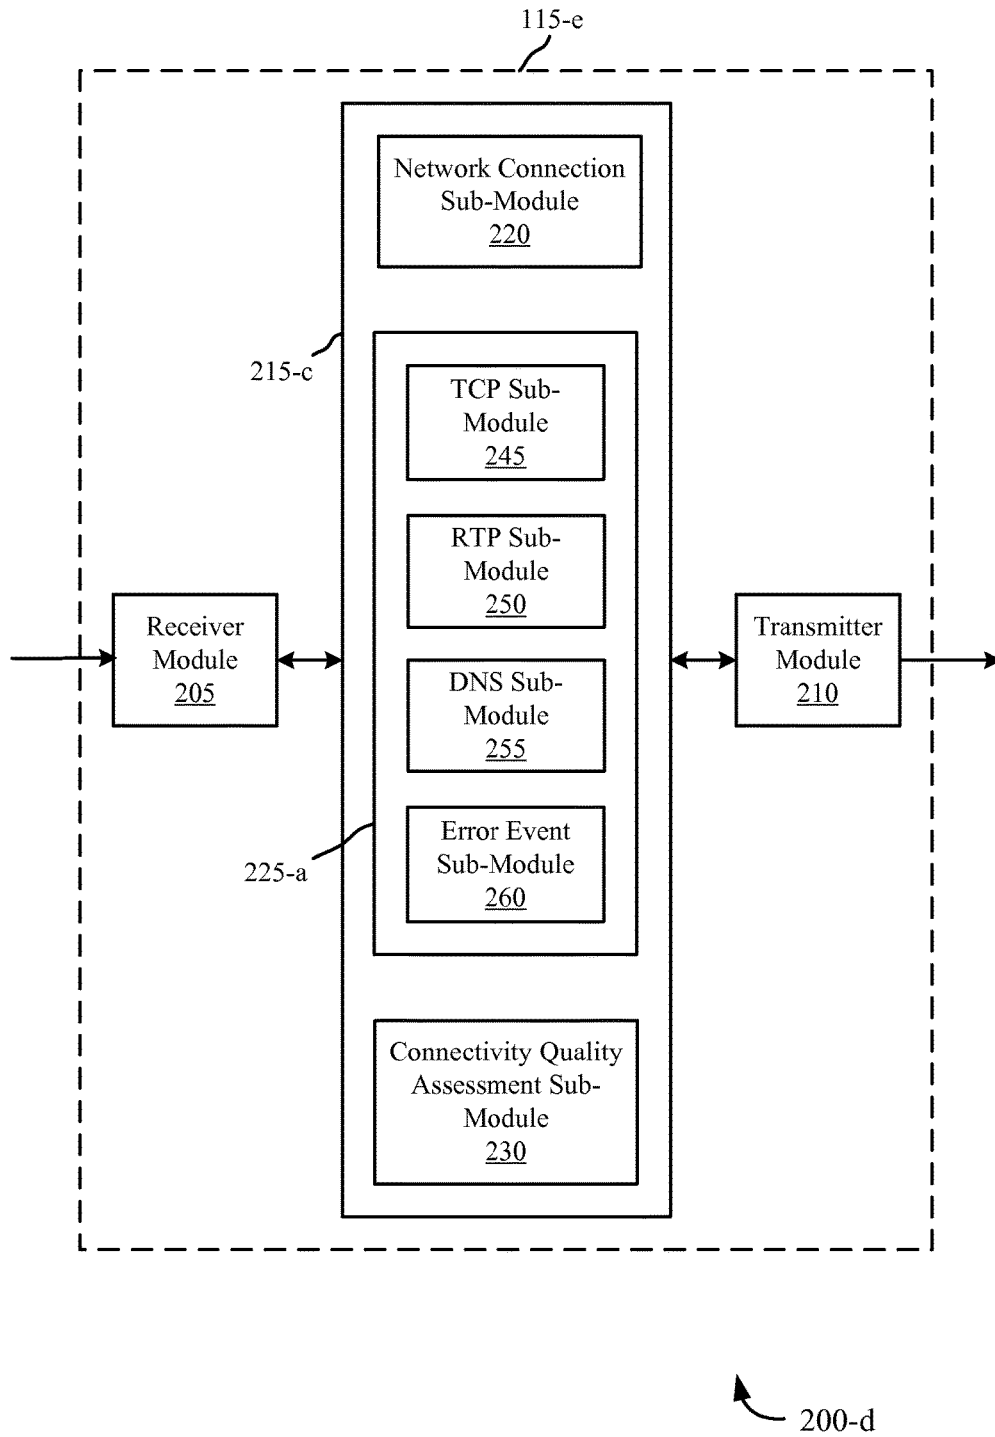 115-e
Network Connection
Sub-Module
220
215-c
TCP Sub-
Module
245
RTP Sub-
Module
250
Receiver
Module
205
Transmitter
Module
210
DNS Sub-
Module
255
Error Event
Sub-Module
260
225-a
Connectivity Quality
Assessment Sub-
Module
230
200-d